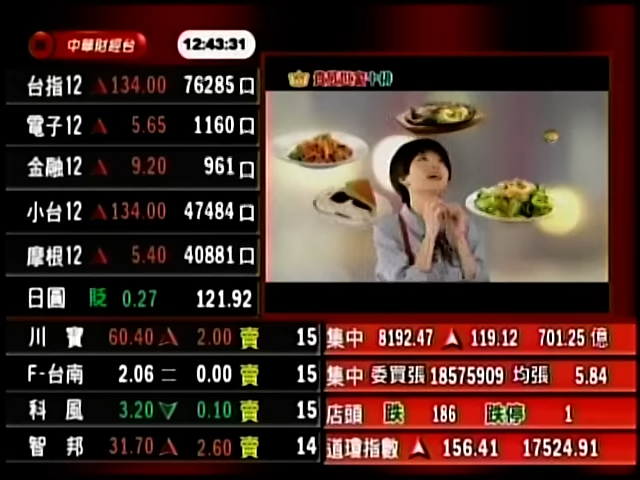 中華財經台 12:43:31
台指12 △134.00 76285口
電子12 △ 5.65 1160口
金融12 △ 9.20 961口
小台12 △134.00 47484口
摩根12 △ 5.40 40881口
日圓 貶 0.27 121.92
川寶 60.40 △ 2.00 賣 15
F-台南 2.06 = 0.00 賣 15
科風 3.20 ▽ 0.10 賣 15
智邦 31.70 △ 2.60 賣 14
集中 8192.47 △ 119.12 701.25 億
集中 委買張 18575909 均張 5.84
店頭 跌 186 跌停 1
道瓊指數 △ 156.41 17524.91